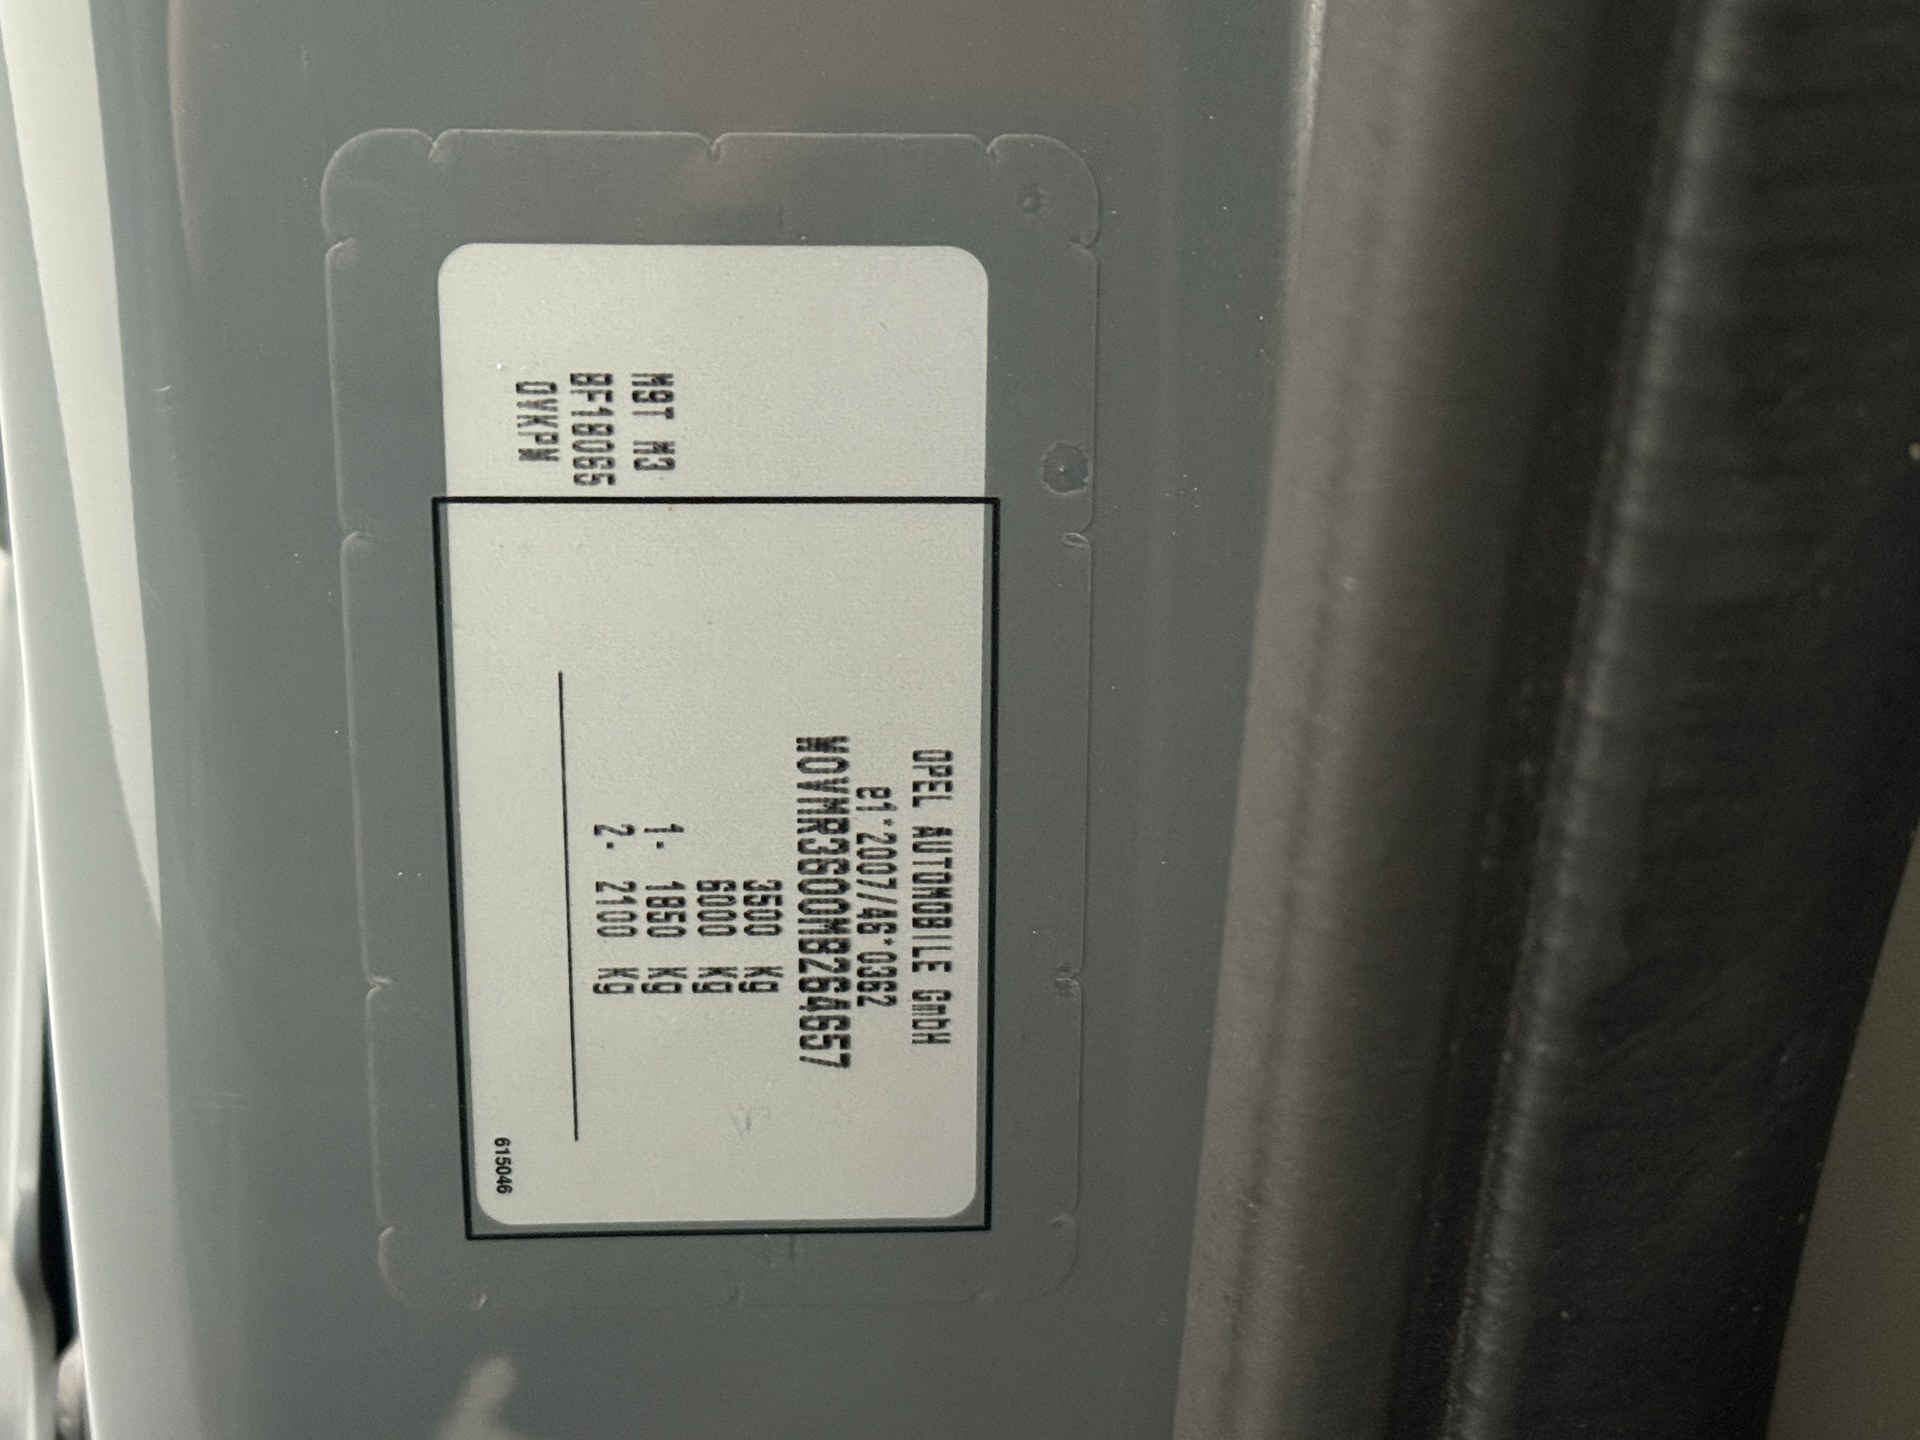 M9T M3
BF18065
QYKPW
OPEL AUTOMOBILE GmbH
e1*2007/46*0362
W0VMR3600MB264657
3500 Kg
6000 Kg
1- 1850 Kg
2- 2100 Kg
615046